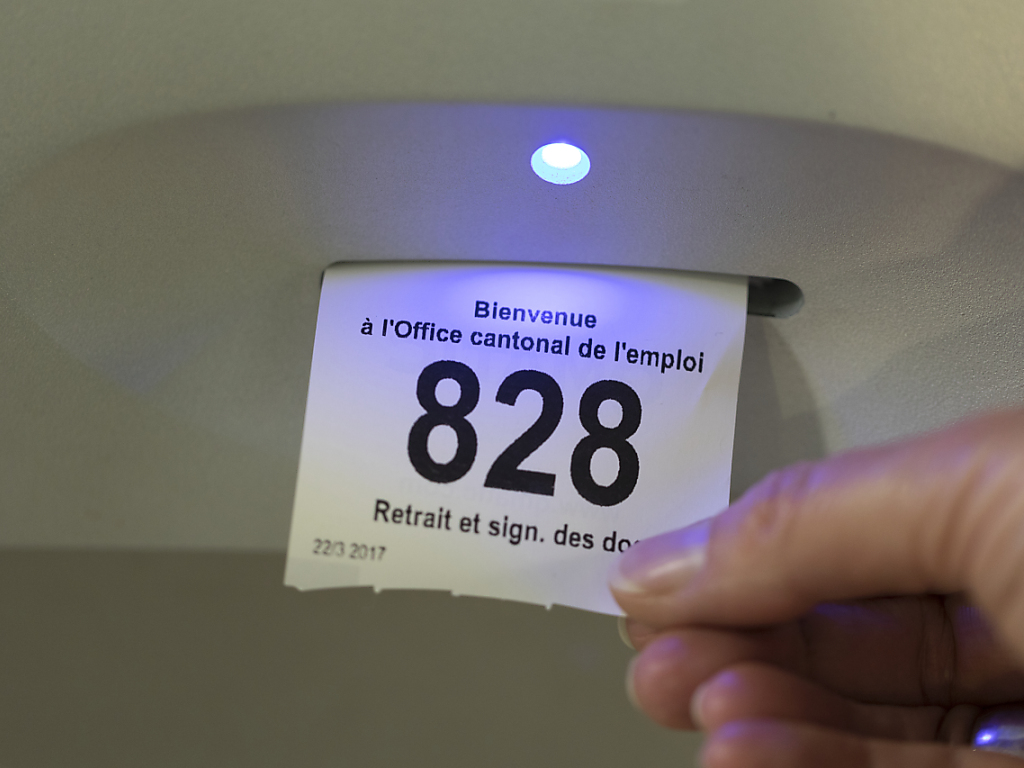 Bienvenue
à l'Office cantonal de l'emploi
828
Retrait et sign. des
22/3 2017